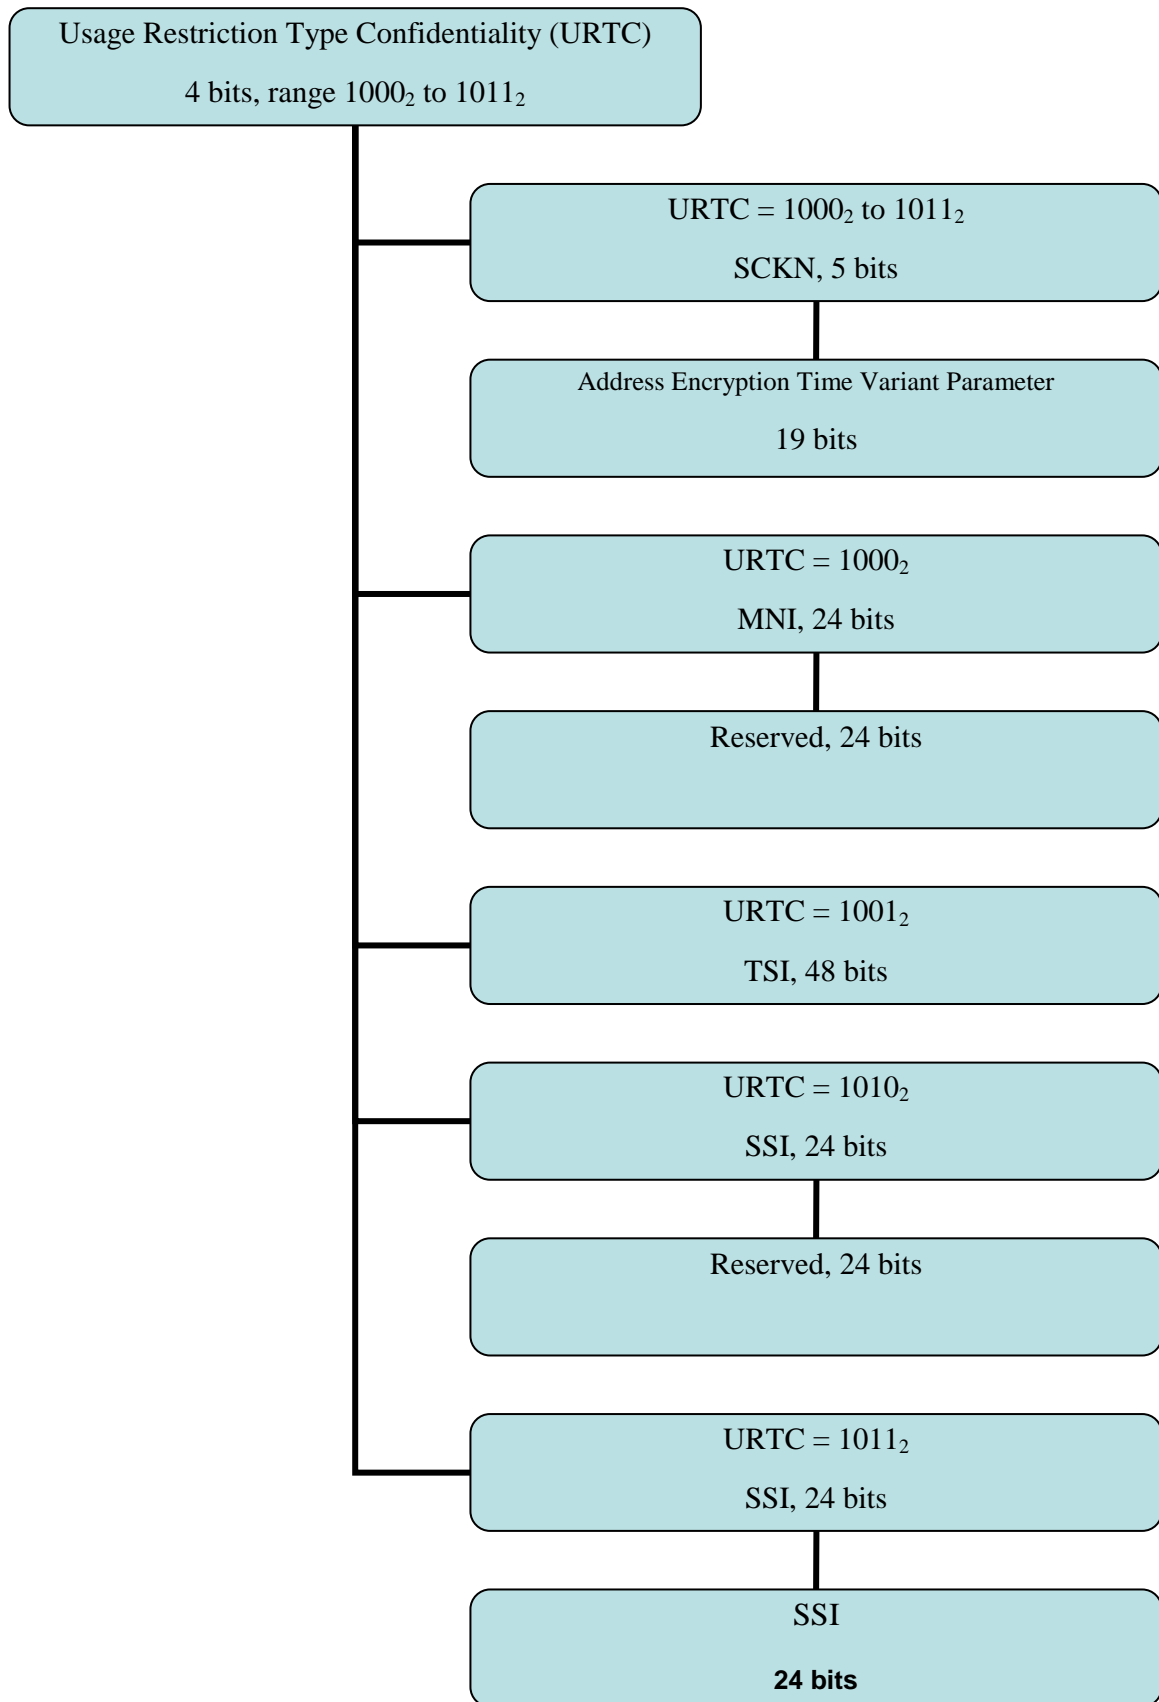 Usage Restriction Type Confidentiality (URTC)
4 bits, range 1000₂ to 1011₂
URTC = 1000₂ to 1011₂
SCKN, 5 bits
Address Encryption Time Variant Parameter
19 bits
URTC = 1000₂
MNI, 24 bits
Reserved, 24 bits
URTC = 1001₂
TSI, 48 bits
URTC = 1010₂
SSI, 24 bits
Reserved, 24 bits
URTC = 1011₂
SSI, 24 bits
SSI
24 bits